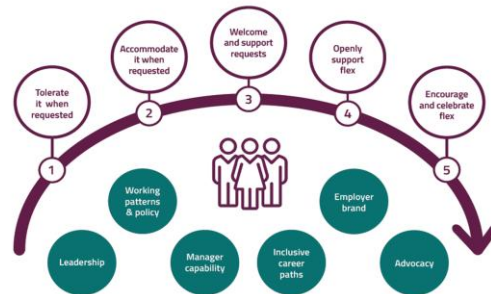 Tolerate
it when
requested
1
Accommodate
it when
requested
2
Welcome
and support
requests
3
Openly
support
flex
4
Encourage
and celebrate
flex
5
Leadership
Working
patterns
& policy
Manager
capability
Inclusive
career
paths
Employer
brand
Advocacy